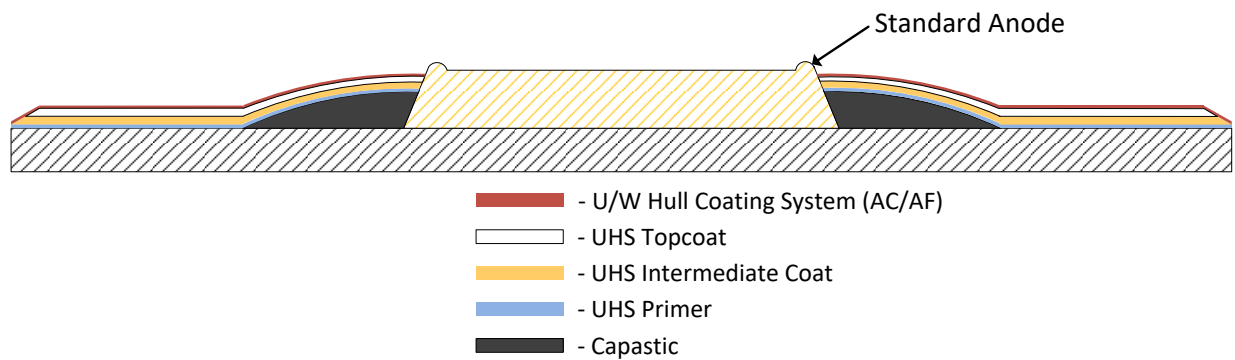 Standard Anode
- U/W Hull Coating System (AC/AF)
- UHS Topcoat
- UHS Intermediate Coat
- UHS Primer
- Capastic